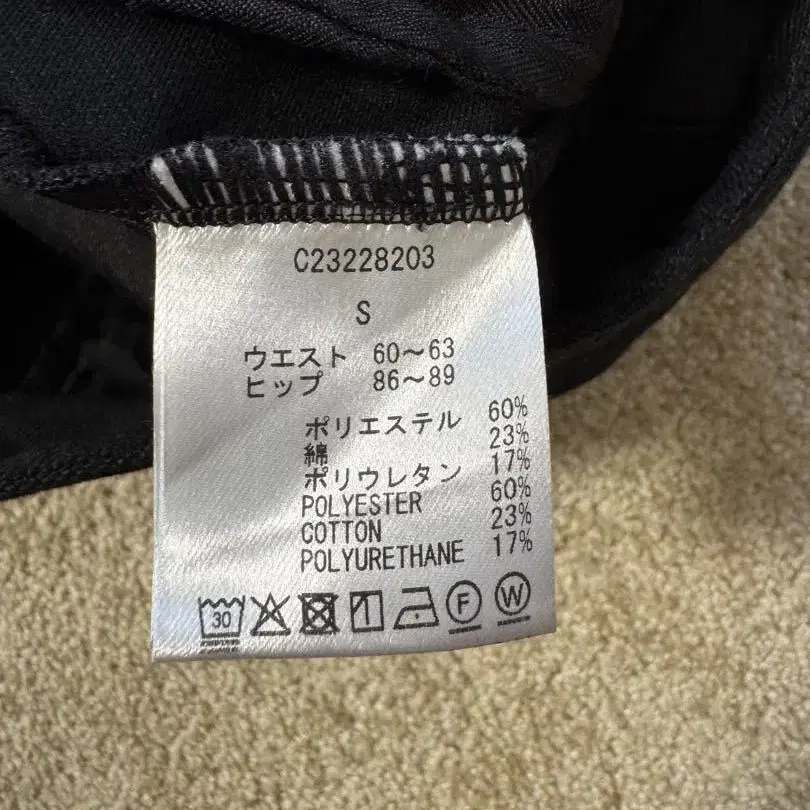 C23228203
S
ウエスト 60～63
ヒップ 86～89
ポリエステル 60%
綿 23%
ポリウレタン 17%
POLYESTER 60%
COTTON 23%
POLYURETHANE 17%
30 F W